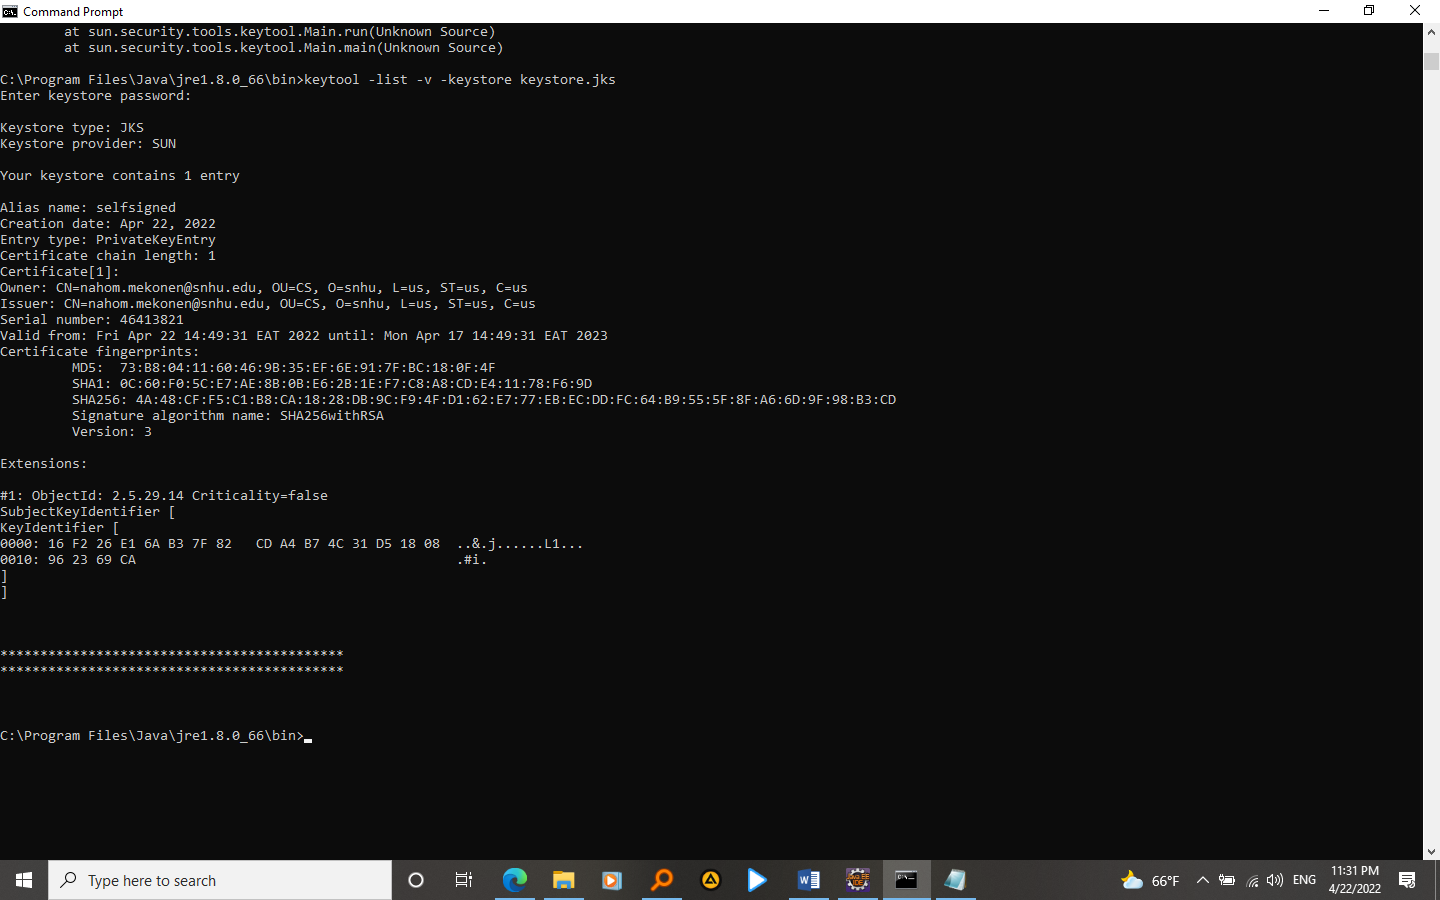 Command Prompt
at sun.security.tools.keytool.Main.run(Unknown Source)
at sun.security.tools.keytool.Main.main(Unknown Source)
C:\Program Files\Java\jre1.8.0_66\bin>keytool -list -v -keystore keystore.jks
Enter keystore password:
Keystore type: JKS
Keystore provider: SUN
Your keystore contains 1 entry
Alias name: selfsigned
Creation date: Apr 22, 2022
Entry type: PrivateKeyEntry
Certificate chain length: 1
Certificate[1]:
Owner: CN=nahom.mekonen@snhu.edu, OU=CS, O=snhu, L=us, ST=us, C=us
Issuer: CN=nahom.mekonen@snhu.edu, OU=CS, O=snhu, L=us, ST=us, C=us
Serial number: 46413821
Valid from: Fri Apr 22 14:49:31 EAT 2022 until: Mon Apr 17 14:49:31 EAT 2023
Certificate fingerprints:
MD5:  73:B8:04:11:60:46:9B:35:EF:6E:91:7F:BC:18:0F:4F
SHA1: 0C:60:F0:5C:E7:AE:8B:0B:E6:2B:1E:F7:C8:A8:CD:E4:11:78:F6:9D
SHA256: 4A:48:CF:F5:C1:B8:CA:18:28:DB:9C:F9:4F:D1:62:E7:77:EB:EC:DD:FC:64:B9:55:5F:8F:A6:6D:9F:98:B3:CD
Signature algorithm name: SHA256withRSA
Version: 3
Extensions:
#1: ObjectId: 2.5.29.14 Criticality=false
SubjectKeyIdentifier [
KeyIdentifier [
0000: 16 F2 26 E1 6A B3 7F 82   CD A4 B7 4C 31 D5 18 08  ..&.j......L1...
0010: 96 23 69 CA                                        .#i.
]
]
*******************************************
*******************************************
C:\Program Files\Java\jre1.8.0_66\bin>
Type here to search
66°F
ENG
11:31 PM
4/22/2022